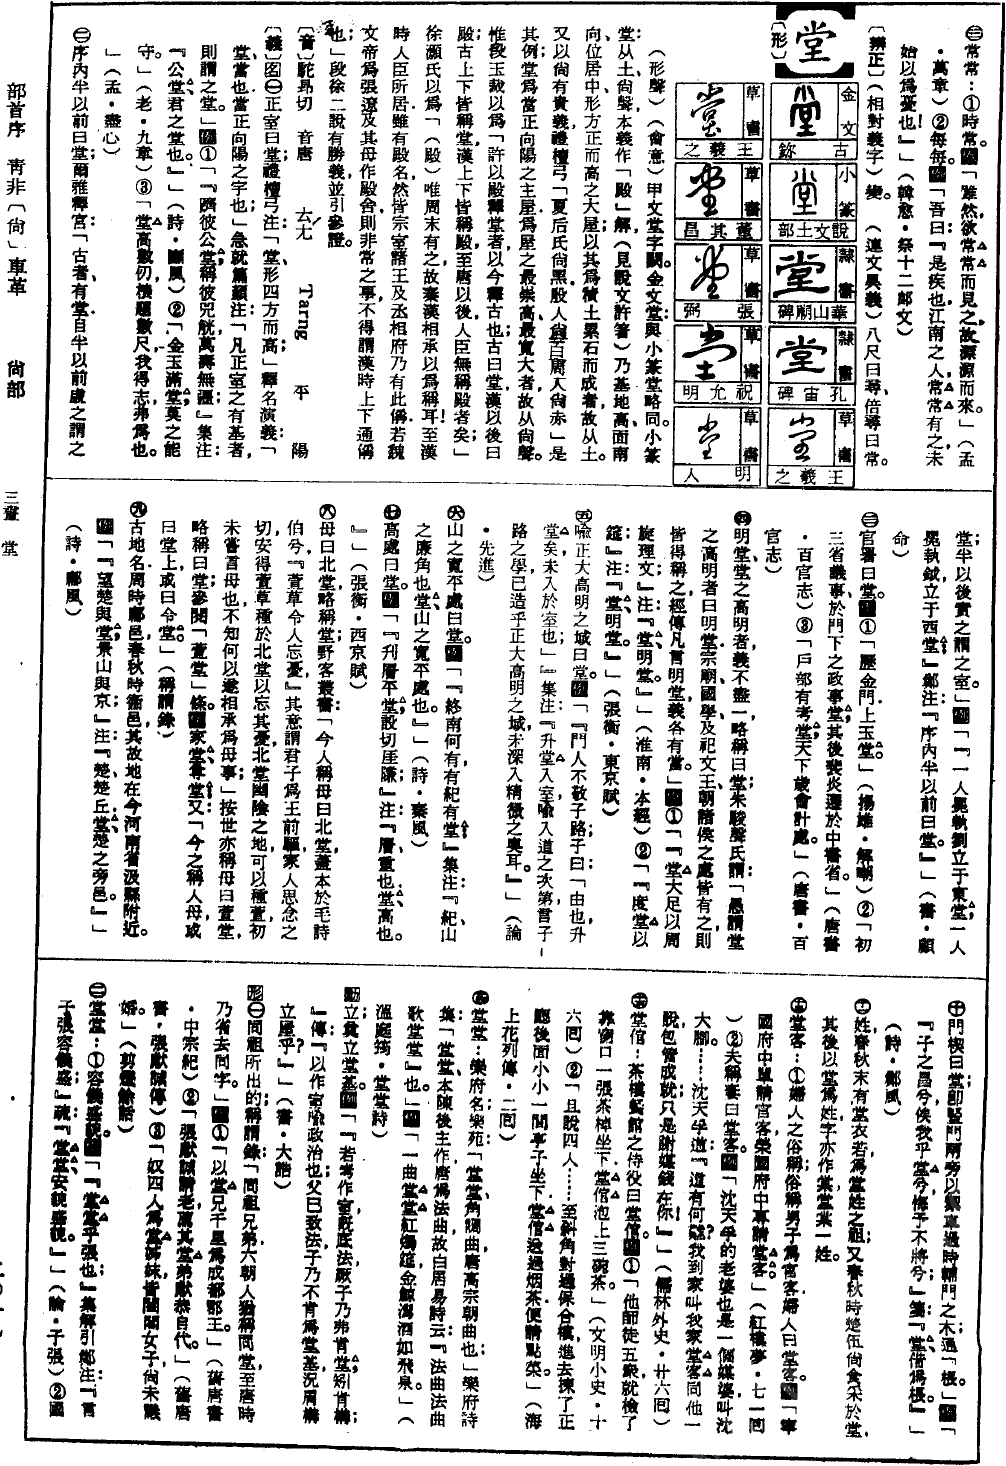 ㊂常常：①時常。例「雖然欲常常而見之故源源而來。」（孟
・萬章）②每每。例「吾曰『是疾也江南之人常常有之未
始以爲憂也』」（韓愈・祭十二郎文）
〔辨正〕（相對義字）變。　（連文異義）八尺曰尋、倍尋曰常。
堂
〔形〕
金文　古鉨
小篆　說文土部
隸書　華山廟碑
隸書　孔宙碑
草書　王羲之
草書　王羲之
草書　董其昌
草書　張弼
草書　祝允明
草書　明人
（形聲）（會意）甲文堂字闕。金文堂與小篆堂略同。小篆
堂从土尙聲本義作「殿」解（見說文許箸）乃基地高而南
向位居中形方正而高之大屋；以其爲積土累石而成者故从土。
又以尙有貴義禮檀弓「夏后氏尙黑殷人尙白周人尙赤」是
其例；堂爲當正向陽之主屋爲屋之最崇高最寬大者故从尙聲。
惟段玉裁以爲「許以殿釋堂者以今釋古也；古曰堂漢以後曰
殿古上下皆稱堂漢上下皆稱殿至唐以後人臣無稱殿者矣」
徐灝氏以爲「（殿）唯周末有之故秦漢相承以爲稱耳！至漢
時人臣所居雖有殿名然皆宗室諸王及丞相府乃有此偁若魏
文帝爲張遼及其母作殿舍則非常之事不得謂漢時上下通偁
也」段徐二說有勝義並引參證。
〔音〕駝昂切　音唐　ㄊㄤˊ　Tarng　平　陽
〔義〕名㊀正室曰堂；禮檀弓注「堂形四方而高」釋名演義「
堂當也當正向陽之宇也」急就篇顏注「凡正室之有基者，
則謂之堂。」例①「『躋彼公堂稱彼兕觥萬壽無疆』集注
『公堂君之堂也。』」（詩・豳風）②「金玉滿堂莫之能
守」（老・九章）③「堂高數仞榱題數尺我得志弗爲也。
」（孟・盡心）
㊁序內半以前曰堂；爾雅釋宮「古者有堂自半以前虛之謂之
部首序　靑非〔尙〕車革　尙部
三畫　堂
堂；半以後實之謂之室」例「『一人冕執劉立于東堂；一人
冕執鉞立于西堂』鄭注『序內半以前曰堂。』」（書・顧
命）
㊂官署曰堂。例①「歷金門上玉堂」（揚雄・解嘲）②「初
三省議事於門下之政事堂；其後裴炎遷於中書省」（唐書
・百官志）③「戶部有考堂；天下歲會計處。」（唐書・百
官志）
㊃明堂堂之高明者義不盡一略稱曰堂；朱駿聲氏謂「愚謂堂
之高明者曰明堂；宗廟國學及祀文王朝諸侯之處皆有之則
皆得稱之；經傳凡言明堂義各有當」例①「『堂大足以周
旋理文』注『堂明堂。』」（淮南・本經）②「『度堂以
筵』注『堂明堂。』」（張衡・東京賦）
㊄喩正大高明之域曰堂。例「『門人不敬子路；子曰「由也，升
堂矣，未入於室也」』集注『升堂入室喩入道之次第言子
路之學已造乎正大高明之域，未深入精微之奧耳。』」（論
・先進）
㊅山之寬平處曰堂。例「『終南何有，有紀有堂』集注『紀山
之廉角也；堂山之寬平處也。』」（詩・秦風）
㊆高處曰堂。例「『刋層平堂，設切厓隒』注『層重也，堂高也。
』」（張衡・西京賦）
㊇母曰北堂略稱堂；野客叢書「今人稱母曰北堂蓋本於毛詩
伯兮『萱草令人忘憂』其意謂君子爲王前驅家人思念之
切安得萱草種於北堂以忘其憂；北堂幽陰之地可以種萱初
未嘗言母也不知何以遂相承爲母事」按世亦稱母曰萱堂，
略稱曰堂；參閱「萱堂」條。例家堂、尊堂又「今之稱人母或
曰堂上，或曰令堂。」（稱謂錄）
㊈古地名周時鄘邑；春秋時衞邑其故地在今河南省汲縣附近。
例「『望楚與堂，景山與京』注『楚楚丘；堂楚之旁邑』」
（詩・鄘風）
㊉門楔曰堂卽豎門兩旁以禦車過時觸門之木通「棖」例「
『子之昌兮俟我乎堂兮；悔予不將兮』箋『堂借爲棖。』」
（詩・鄭風）
姓春秋末有堂衣若爲堂姓之祖又春秋時楚伍尙食采於堂，
其後以堂爲姓字亦作棠；堂棠一姓。
堂客：①婦人之俗稱；俗稱男子爲官客；婦人曰堂客。例「寧
國府中單請官客，榮國府中專請堂客」（紅樓夢・七一回
）②夫稱妻曰堂客。例「沈天孚的老婆也是一個媒婆叫沈
大腳……沈天孚道『這有何難？我到家叫我家堂客同他一
說包管成就；只是謝媒錢在你！』」（儒林外史・廿六回）
堂倌：茶樓餐館之侍役曰堂倌。例①「他師徒五衆就檢了
靠窗口一張茶棹坐下堂倌泡上三碗茶」（文明小史・十
六回）②「且說四人……至斜角對過保合樓，進去揀了正
廳後面小小一間亭子坐下堂倌送過烟茶便請點菜。」（海
上花列傳・二回）
堂堂：樂府名；樂苑「堂堂角調曲唐高宗朝曲也」樂府詩
集「堂堂本陳後主作唐爲法曲故白居易詩云『法曲法曲
歌堂堂』也。」例「一曲堂堂紅燭筵，金鯨瀉酒如飛泉。」（
溫庭筠・堂堂詩）
動立黃立堂基。例「『若考作室旣底法厥子乃弗肯堂；矧肯構
』傳『以作室喩政治也父已致法子乃不肯爲堂基況肯構
立屋乎？』」（書・大誥）
形㊀同祖所出的稱謂錄「同祖兄弟六朝人猶稱同堂；至唐時
乃省去同字。」例①「以堂兄千里爲成都郡王。」（舊唐書
・中宗紀）②「張獻誠請老薦其堂弟獻恭自代。」（舊唐
書・張獻誠傳）③「奴四人爲堂姊妹皆閨閣女子尙未議
婚」（剪燈餘話）
㊁堂堂：①容儀盛貌。例「『堂堂乎張也』集解引鄭注：『言
子張容儀盛』疏『堂堂安貌盛貌。』」（論・子張）②國